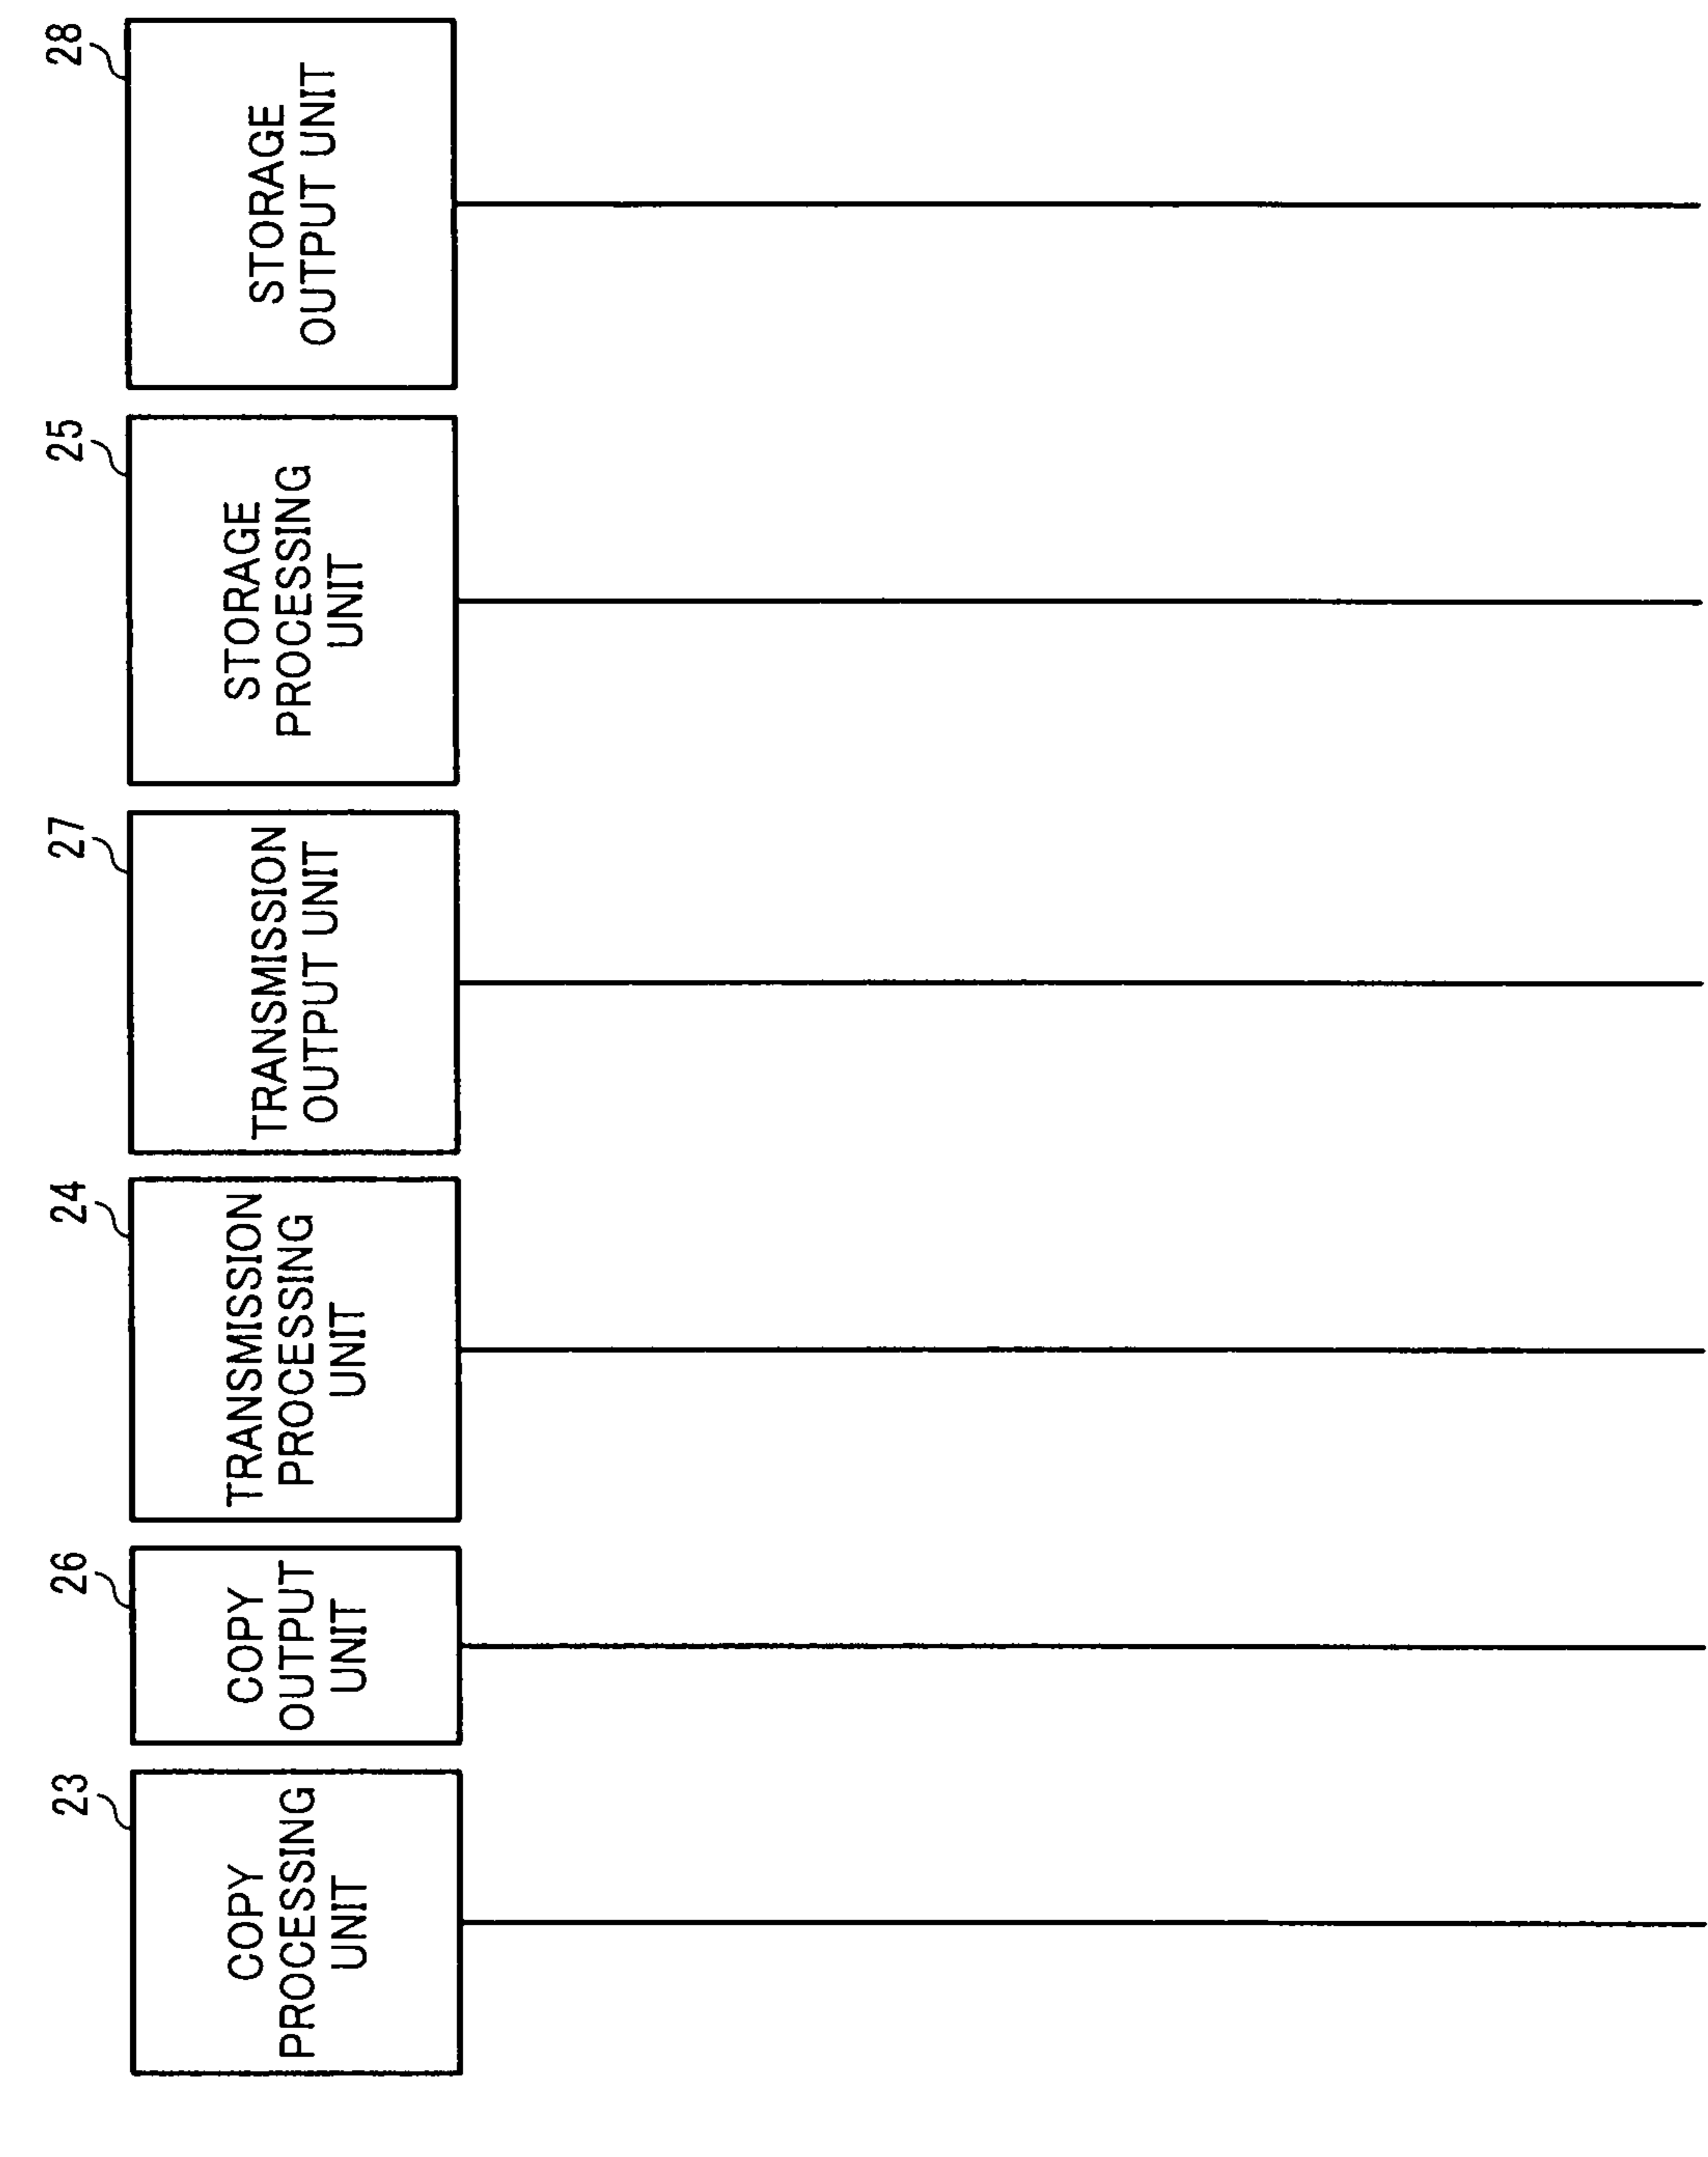 23
COPY
PROCESSING
UNIT
26
COPY
OUTPUT
UNIT
24
TRANSMISSION
PROCESSING
UNIT
27
TRANSMISSION
OUTPUT UNIT
25
STORAGE
PROCESSING
UNIT
28
STORAGE
OUTPUT UNIT